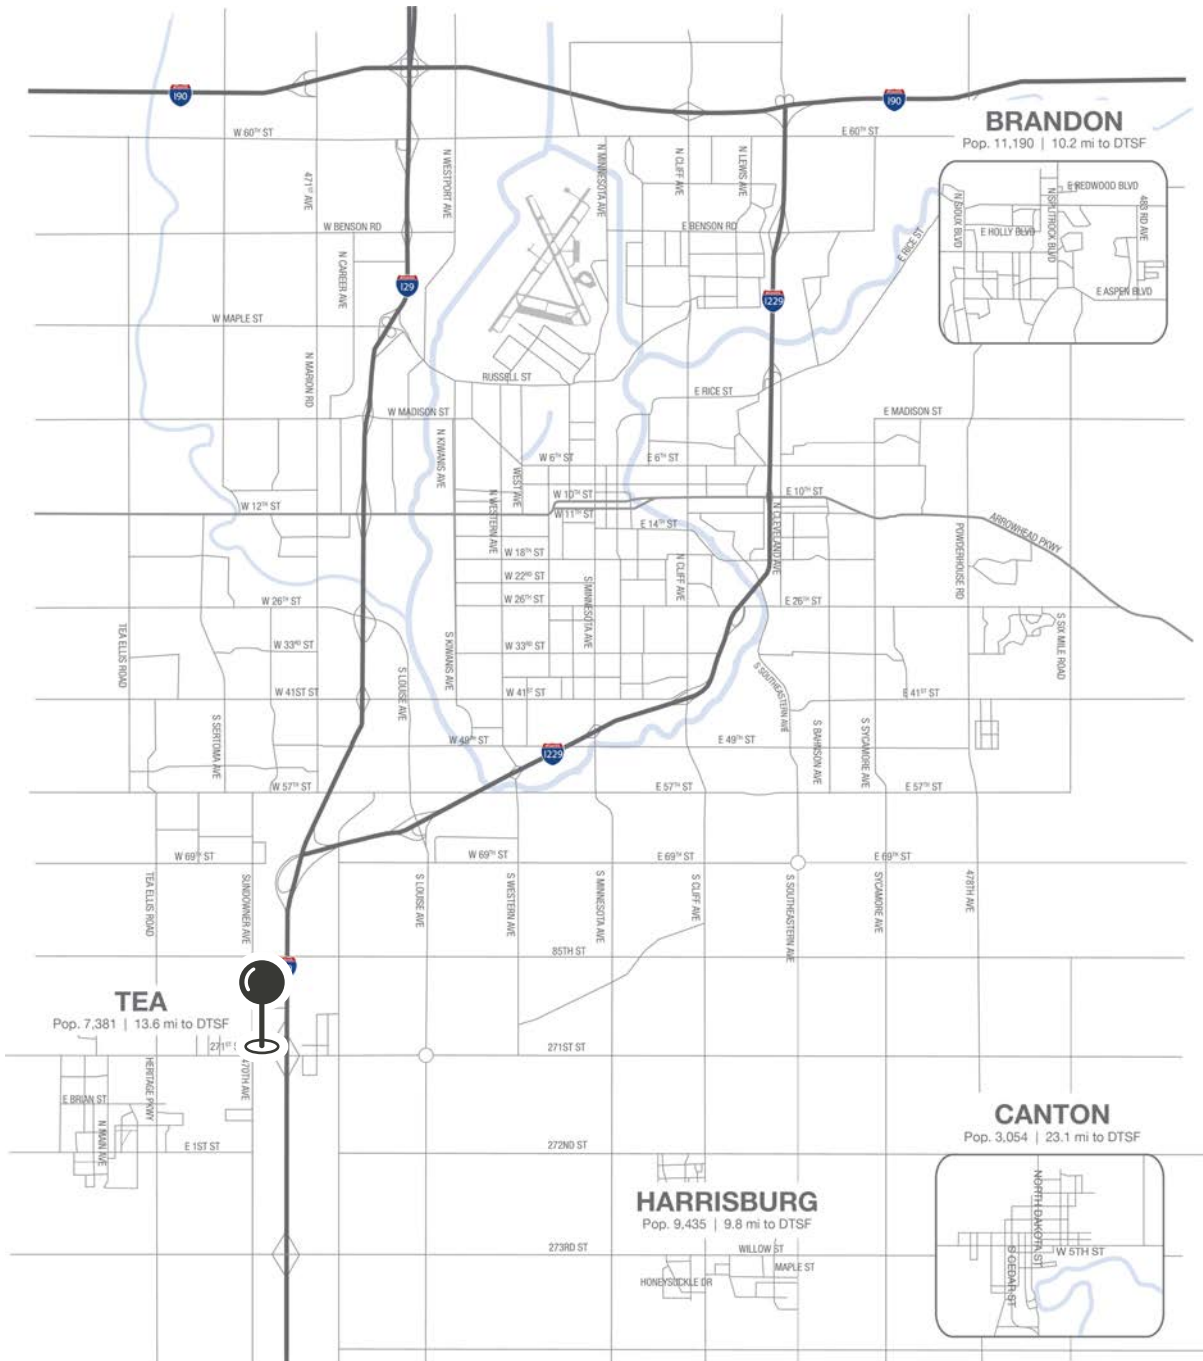 I90
I90
BRANDON
Pop. 11,190 | 10.2 mi to DTSF
W 60TH ST
E 60TH ST
471ST AVE
N WESTPORT AVE
N MINNESOTA AVE
N CLIFF AVE
N LEWIS AVE
E REDWOOD BLVD
N SIOUX BLVD
N SPLITROCK BLVD
483 RD AVE
E HOLLY BLVD
E ASPEN BLVD
W BENSON RD
E BENSON RD
E RICE ST
N CAREER AVE
I29
I229
W MAPLE ST
N MARION RD
RUSSELL ST
E RICE ST
W MADISON ST
E MADISON ST
N KIWANIS AVE
W 6TH ST
E 6TH ST
WEST AVE
N WESTERN AVE
W 10TH ST
E 10TH ST
W 12TH ST
W 11TH ST
E 14TH ST
N CLEVELAND AVE
POWDERHOUSE RD
ARROWHEAD PKWY
W 18TH ST
N CLIFF AVE
W 22ND ST
S MINNESOTA AVE
W 26TH ST
W 26TH ST
E 26TH ST
TEA ELLIS ROAD
S KIWANIS AVE
S SIX MILE ROAD
W 33RD ST
W 33RD ST
S LOUISE AVE
S SOUTHEASTERN AVE
W 41ST ST
W 41ST ST
E 41ST ST
S SERTOMA AVE
S BAHNSON AVE
S SYCAMORE AVE
W 49TH ST
E 49TH ST
I229
W 57TH ST
E 57TH ST
E 57TH ST
W 69TH ST
W 69TH ST
E 69TH ST
E 69TH ST
TEA ELLIS ROAD
SUNDOWNER AVE
S LOUISE AVE
S WESTERN AVE
S MINNESOTA AVE
S CLIFF AVE
S SOUTHEASTERN AVE
SYCAMORE AVE
478TH AVE
85TH ST
TEA
Pop. 7,381 | 13.6 mi to DTSF
271ST
271ST ST
HERITAGE PKWY
470TH AVE
E BRIAN ST
N MAIN AVE
E 1ST ST
272ND ST
CANTON
Pop. 3,054 | 23.1 mi to DTSF
NORTH DAKOTA ST
W 5TH ST
S CEDAR ST
HARRISBURG
Pop. 9,435 | 9.8 mi to DTSF
273RD ST
WILLOW ST
MAPLE ST
HONEYSUCKLE DR